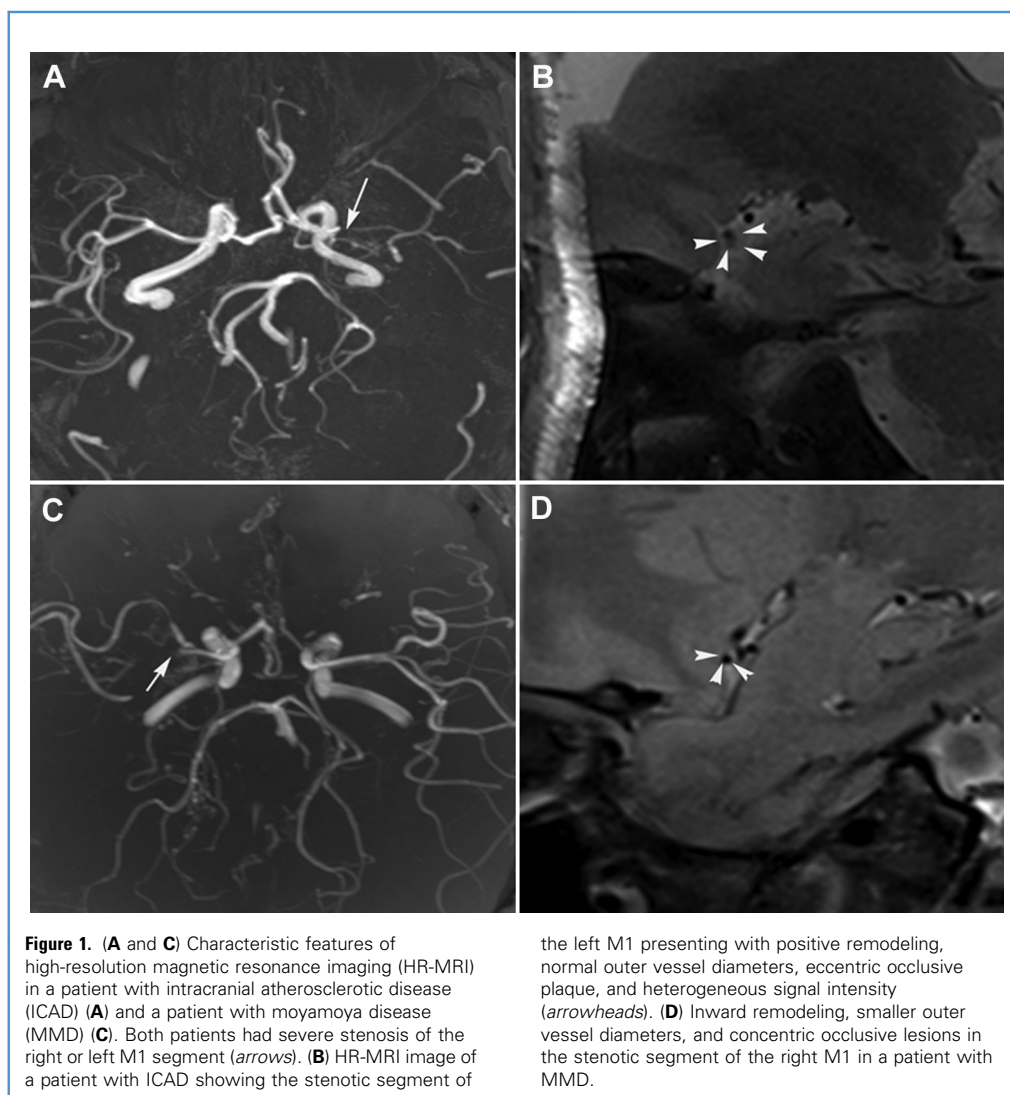 A
B
C
D
Figure 1. (A and C) Characteristic features of
high-resolution magnetic resonance imaging (HR-MRI)
in a patient with intracranial atherosclerotic disease
(ICAD) (A) and a patient with moyamoya disease
(MMD) (C). Both patients had severe stenosis of the
right or left M1 segment (arrows). (B) HR-MRI image of
a patient with ICAD showing the stenotic segment of
the left M1 presenting with positive remodeling,
normal outer vessel diameters, eccentric occlusive
plaque, and heterogeneous signal intensity
(arrowheads). (D) Inward remodeling, smaller outer
vessel diameters, and concentric occlusive lesions in
the stenotic segment of the right M1 in a patient with
MMD.